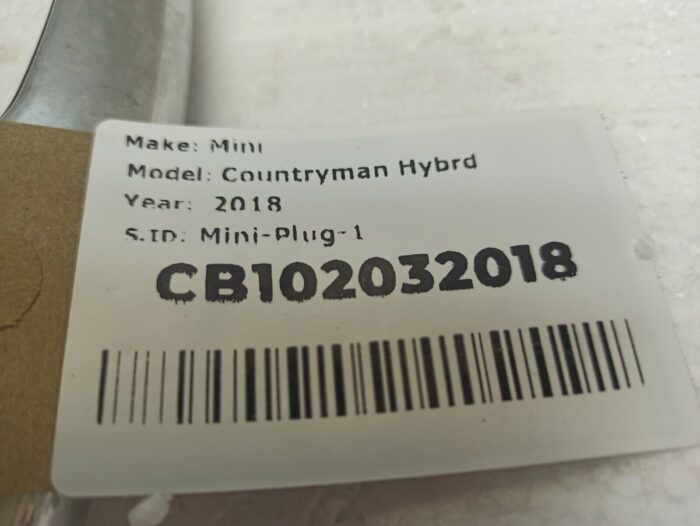 Make: Mini
Model: Countryman Hybrd
Year: 2018
S.ID: Mini-Plug-1
CB102032018